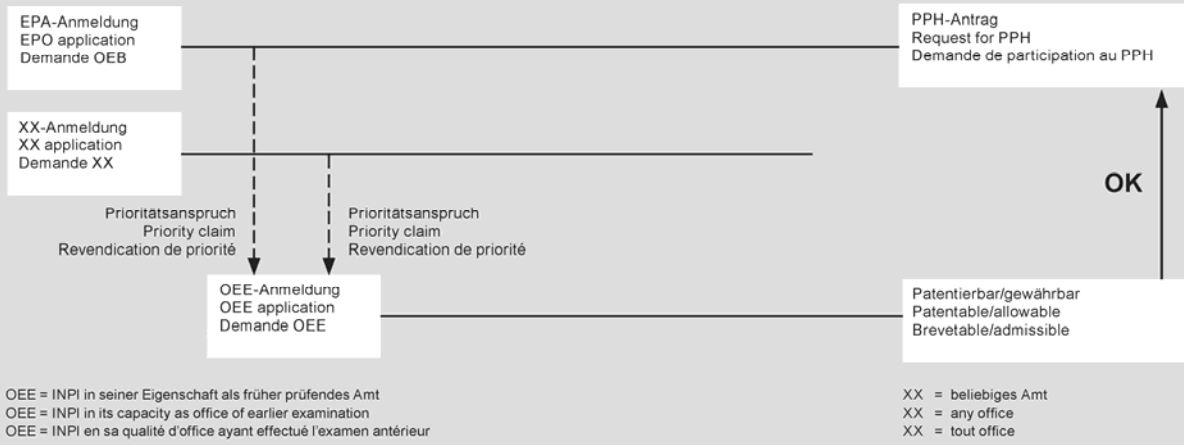 EPA-Anmeldung
EPO application
Demande OEB
PPH-Antrag
Request for PPH
Demande de participation au PPH
XX-Anmeldung
XX application
Demande XX
OK
Prioritätsanspruch
Priority claim
Revendication de priorité
Prioritätsanspruch
Priority claim
Revendication de priorité
OEE-Anmeldung
OEE application
Demande OEE
Patentierbar/gewährbar
Patentable/allowable
Brevetable/admissible
OEE = INPI in seiner Eigenschaft als früher prüfendes Amt
OEE = INPI in its capacity as office of earlier examination
OEE = INPI en sa qualité d'office ayant effectué l'examen antérieur
XX = beliebiges Amt
XX = any office
XX = tout office